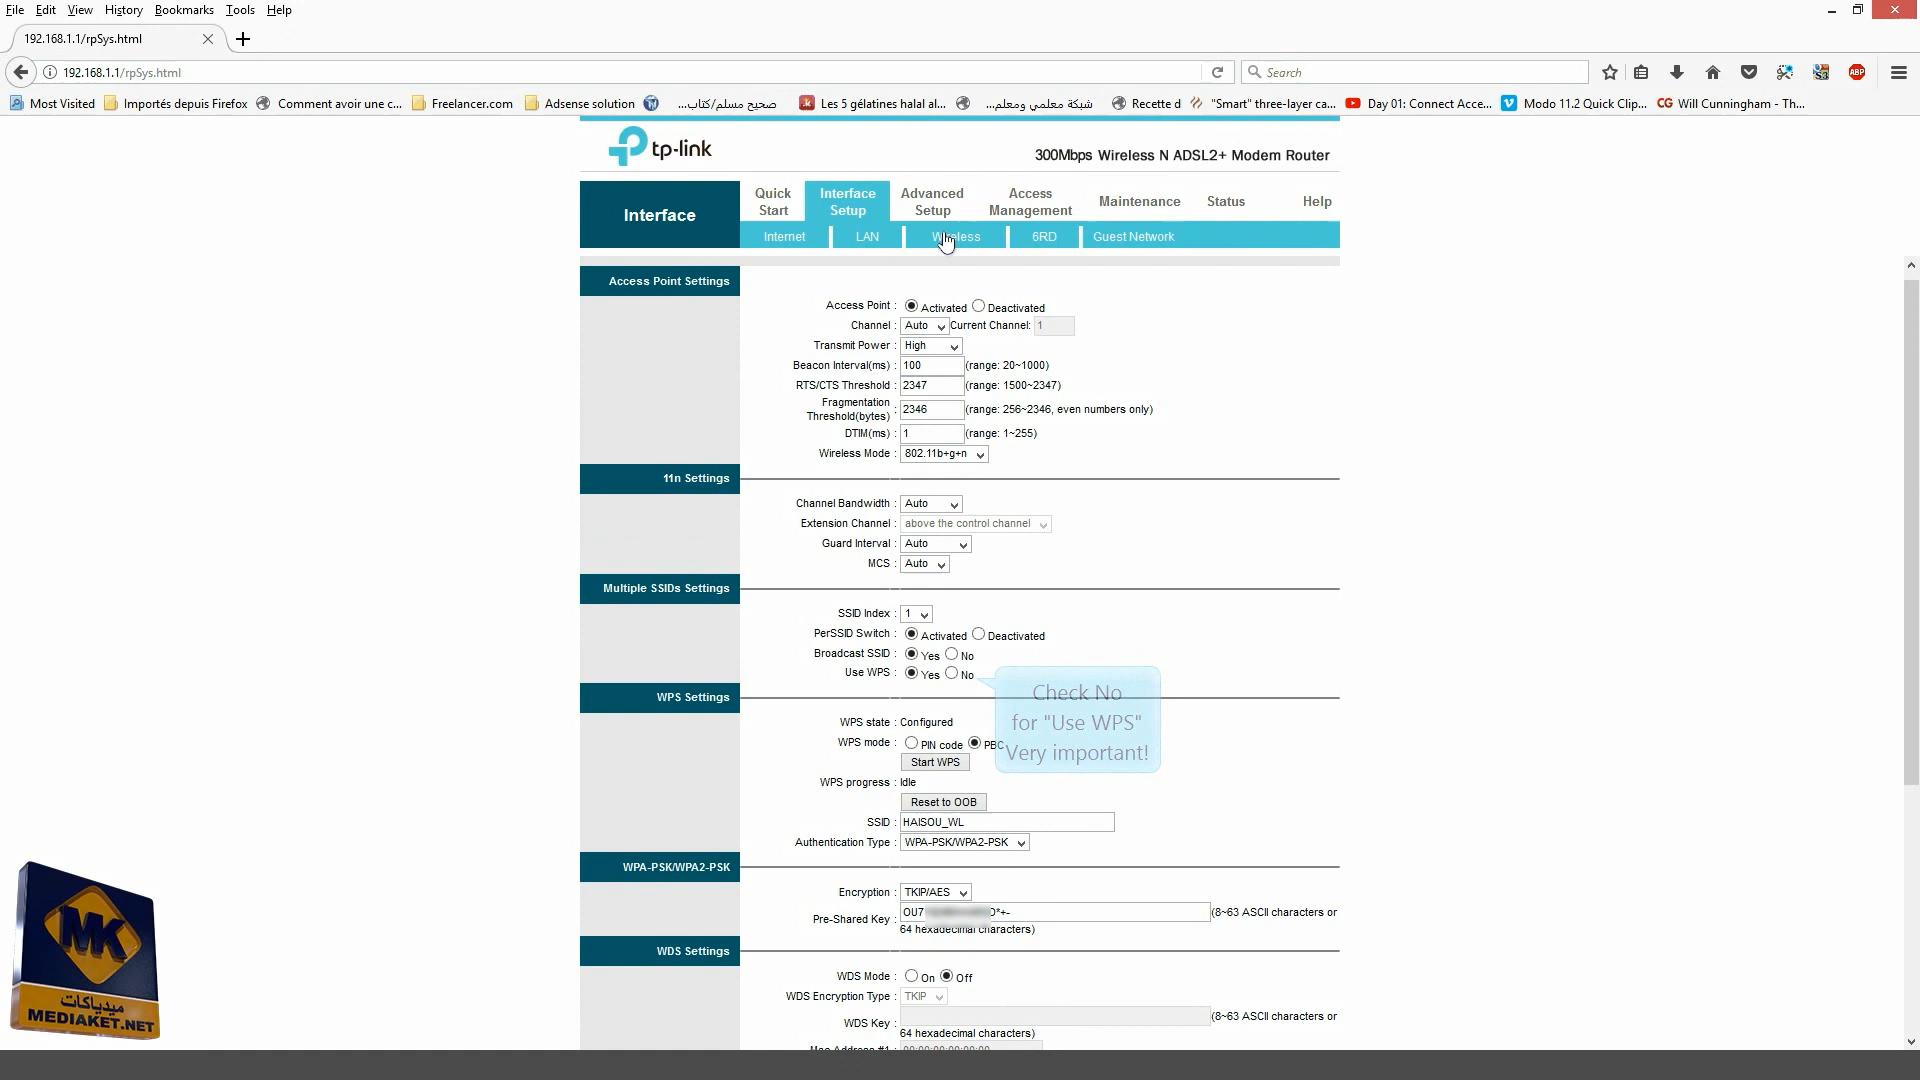 File Edit View History Bookmarks Tools Help
192.168.1.1/rpSys.html
192.168.1.1/rpSys.html
Search
ABP
Most Visited Importés depuis Firefox Comment avoir une c... Freelancer.com Adsense solution صحيح مسلم/كتاب... Les 5 gélatines halal al... شبكة معلمي ومعلم... Recette d "Smart" three-layer ca... Day 01: Connect Acce... Modo 11.2 Quick Clip... CG Will Cunningham - Th...
tp-link
300Mbps Wireless N ADSL2+ Modem Router
Interface
Quick Start
Interface Setup
Advanced Setup
Access Management
Maintenance
Status
Help
Internet LAN Wireless 6RD Guest Network
Access Point Settings
Access Point : Activated Deactivated
Channel : Auto Current Channel: 1
Transmit Power : High
Beacon Interval(ms) : 100 (range: 20~1000)
RTS/CTS Threshold : 2347 (range: 1500~2347)
Fragmentation
Threshold(bytes) : 2346 (range: 256~2346, even numbers only)
DTIM(ms) : 1 (range: 1~255)
Wireless Mode : 802.11b+g+n
11n Settings
Channel Bandwidth : Auto
Extension Channel : above the control channel
Guard Interval : Auto
MCS : Auto
Multiple SSIDs Settings
SSID Index : 1
PerSSID Switch : Activated Deactivated
Broadcast SSID : Yes No
Use WPS : Yes No
Check No
for "Use WPS"
Very important!
WPS Settings
WPS state : Configured
WPS mode : PIN code PBC
Start WPS
WPS progress : Idle
Reset to OOB
SSID : HAISOU_WL
Authentication Type : WPA-PSK/WPA2-PSK
WPA-PSK/WPA2-PSK
Encryption : TKIP/AES
Pre-Shared Key : (8~63 ASCII characters or
64 hexadecimal characters)
WDS Settings
WDS Mode : On Off
WDS Encryption Type : TKIP
WDS Key : (8~63 ASCII characters or
64 hexadecimal characters)
Mac Address #1 : 00:00:00:00:00:00
MK
ميدياكات
MEDIAKET.NET